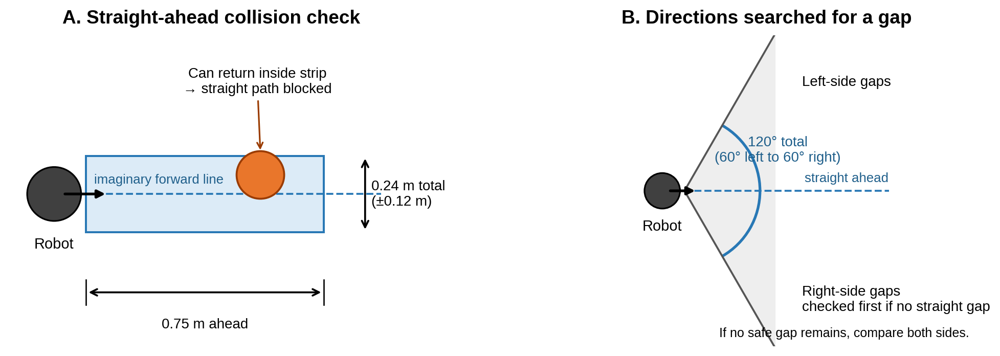 A. Straight-ahead collision check
Can return inside strip
→ straight path blocked
imaginary forward line
0.24 m total
(±0.12 m)
Robot
0.75 m ahead
B. Directions searched for a gap
Left-side gaps
120° total
(60° left to 60° right)
straight ahead
Robot
Right-side gaps
checked first if no straight gap
If no safe gap remains, compare both sides.